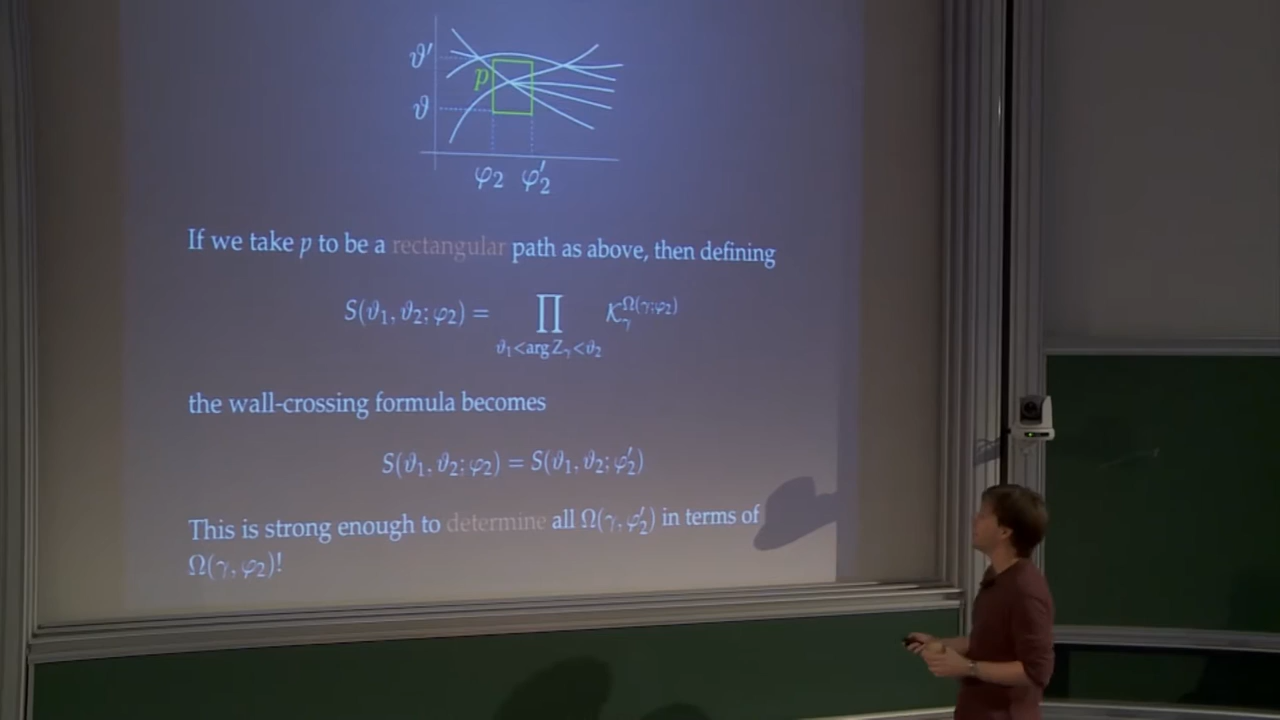 ϑ′
p
ϑ
φ₂ φ′₂
If we take p to be a rectangular path as above, then defining
S(ϑ₁, ϑ₂; φ₂) = ∏ 𝒦_γ^{Ω(γ;φ₂)}
ϑ₁<arg Z_γ<ϑ₂
the wall-crossing formula becomes
S(ϑ₁, ϑ₂; φ₂) = S(ϑ₁, ϑ₂; φ′₂)
This is strong enough to determine all Ω(γ, φ′₂) in terms of
Ω(γ, φ₂)!